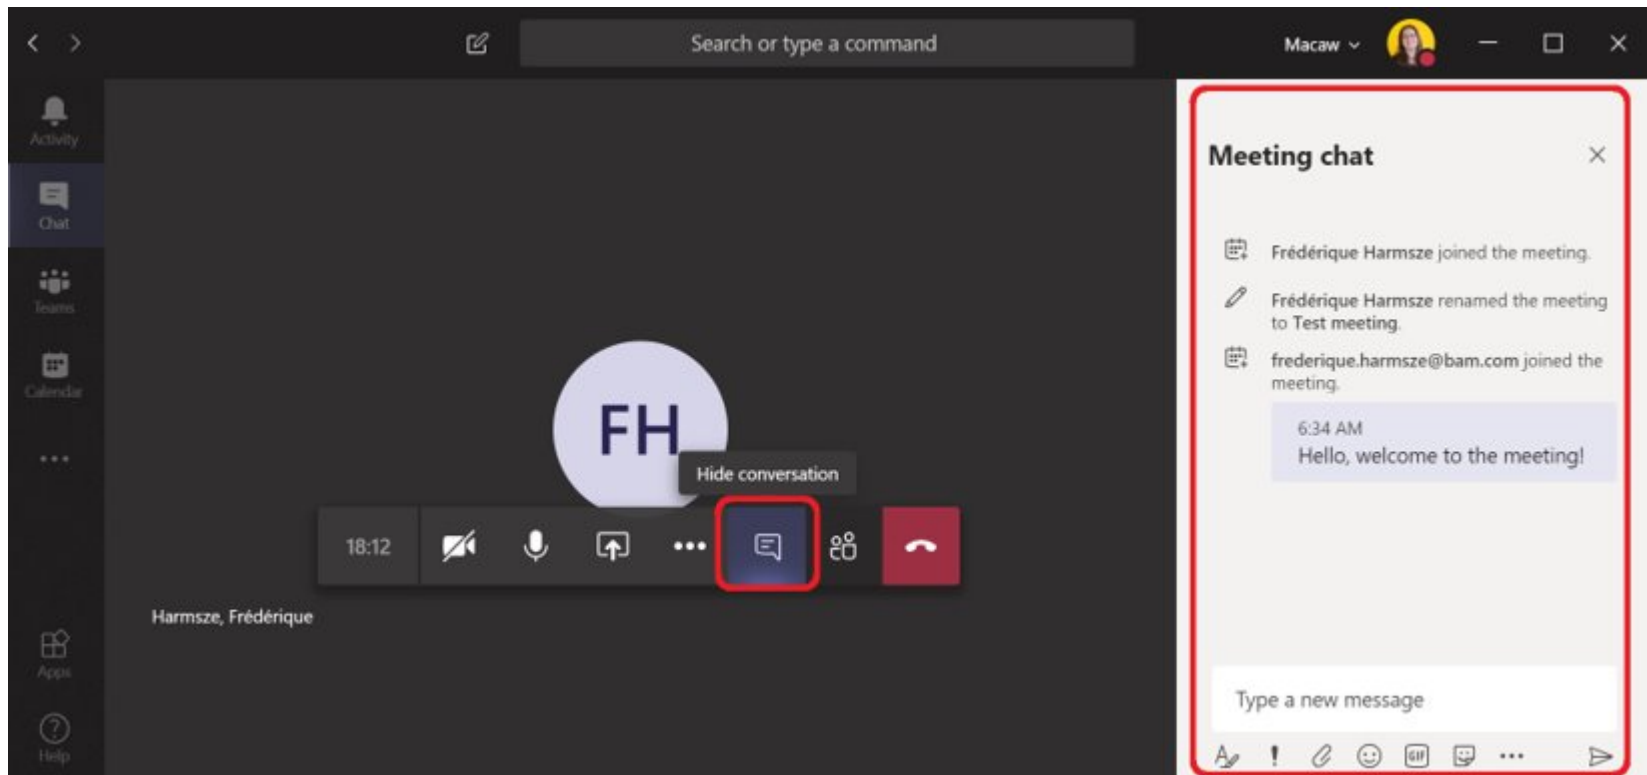 Search or type a command
Macaw
Activity
Chat
Teams
Calendar
Apps
Help
FH
Hide conversation
18:12
Harmsze, Frédérique
Meeting chat
Frédérique Harmsze joined the meeting.
Frédérique Harmsze renamed the meeting
to Test meeting.
frederique.harmsze@bam.com joined the
meeting.
6:34 AM
Hello, welcome to the meeting!
Type a new message
GIF